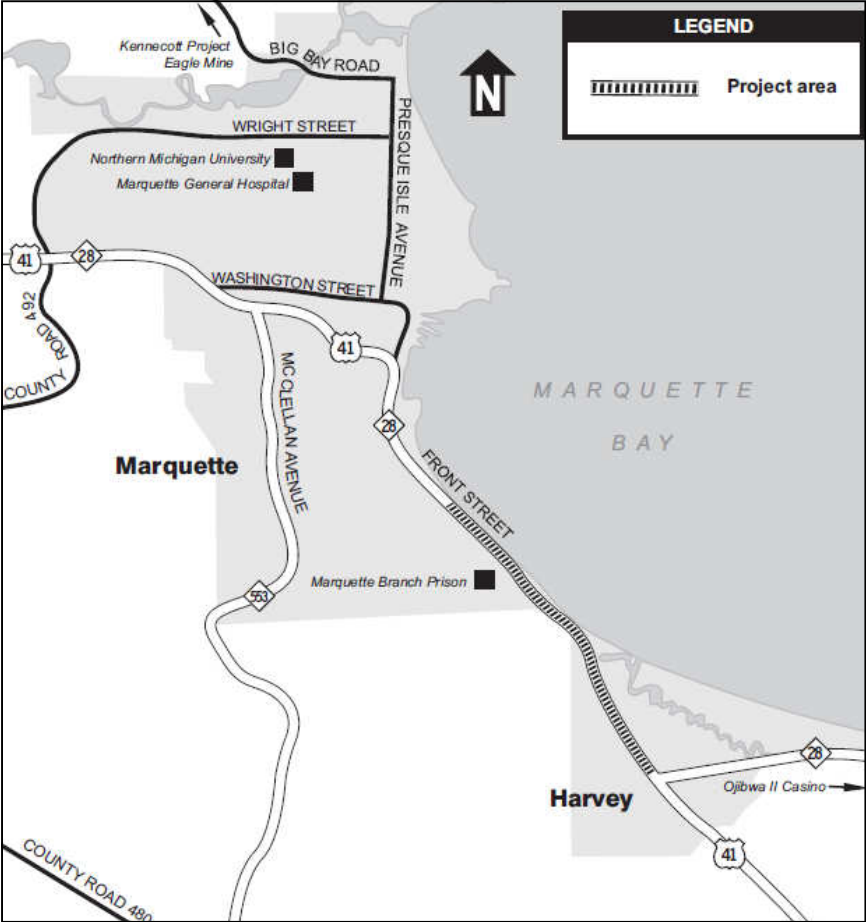 LEGEND
Project area
N
Kennecott Project
Eagle Mine
BIG BAY ROAD
PRESQUE ISLE AVENUE
WRIGHT STREET
Northern Michigan University
Marquette General Hospital
41
28
WASHINGTON STREET
COUNTY ROAD 492
41
MC CLELLAN AVENUE
28
MARQUETTE
BAY
Marquette
FRONT STREET
Marquette Branch Prison
553
28
Ojibwa II Casino
Harvey
41
COUNTY ROAD 480